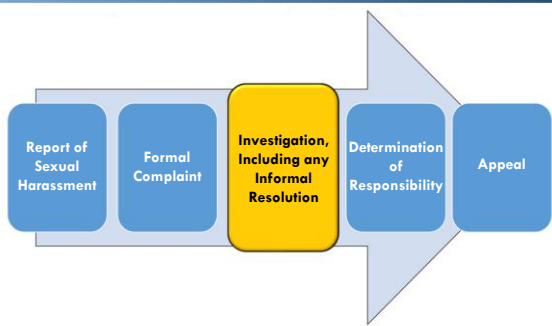 Report of
Sexual
Harassment
Formal
Complaint
Investigation,
Including any
Informal
Resolution
Determination
of
Responsibility
Appeal